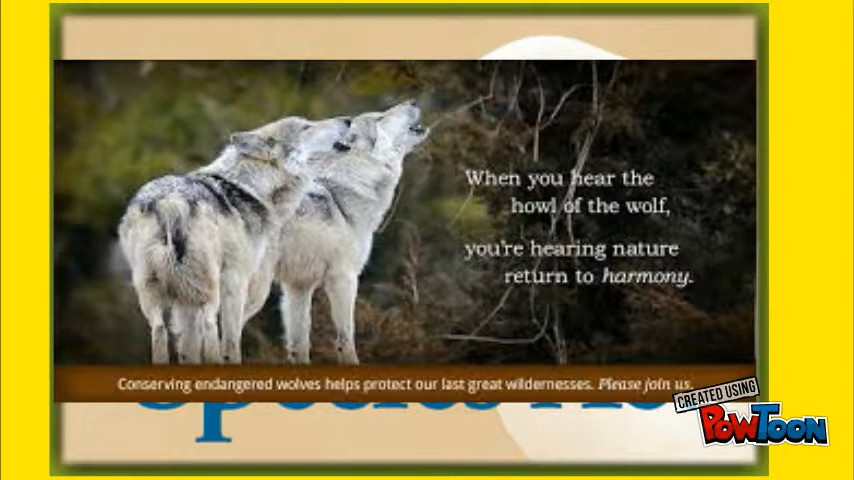 When you hear the
howl of the wolf,
you're hearing nature
return to harmony.
Conserving endangered wolves helps protect our last great wildernesses. Please join us.
CREATED USING
POWTOON